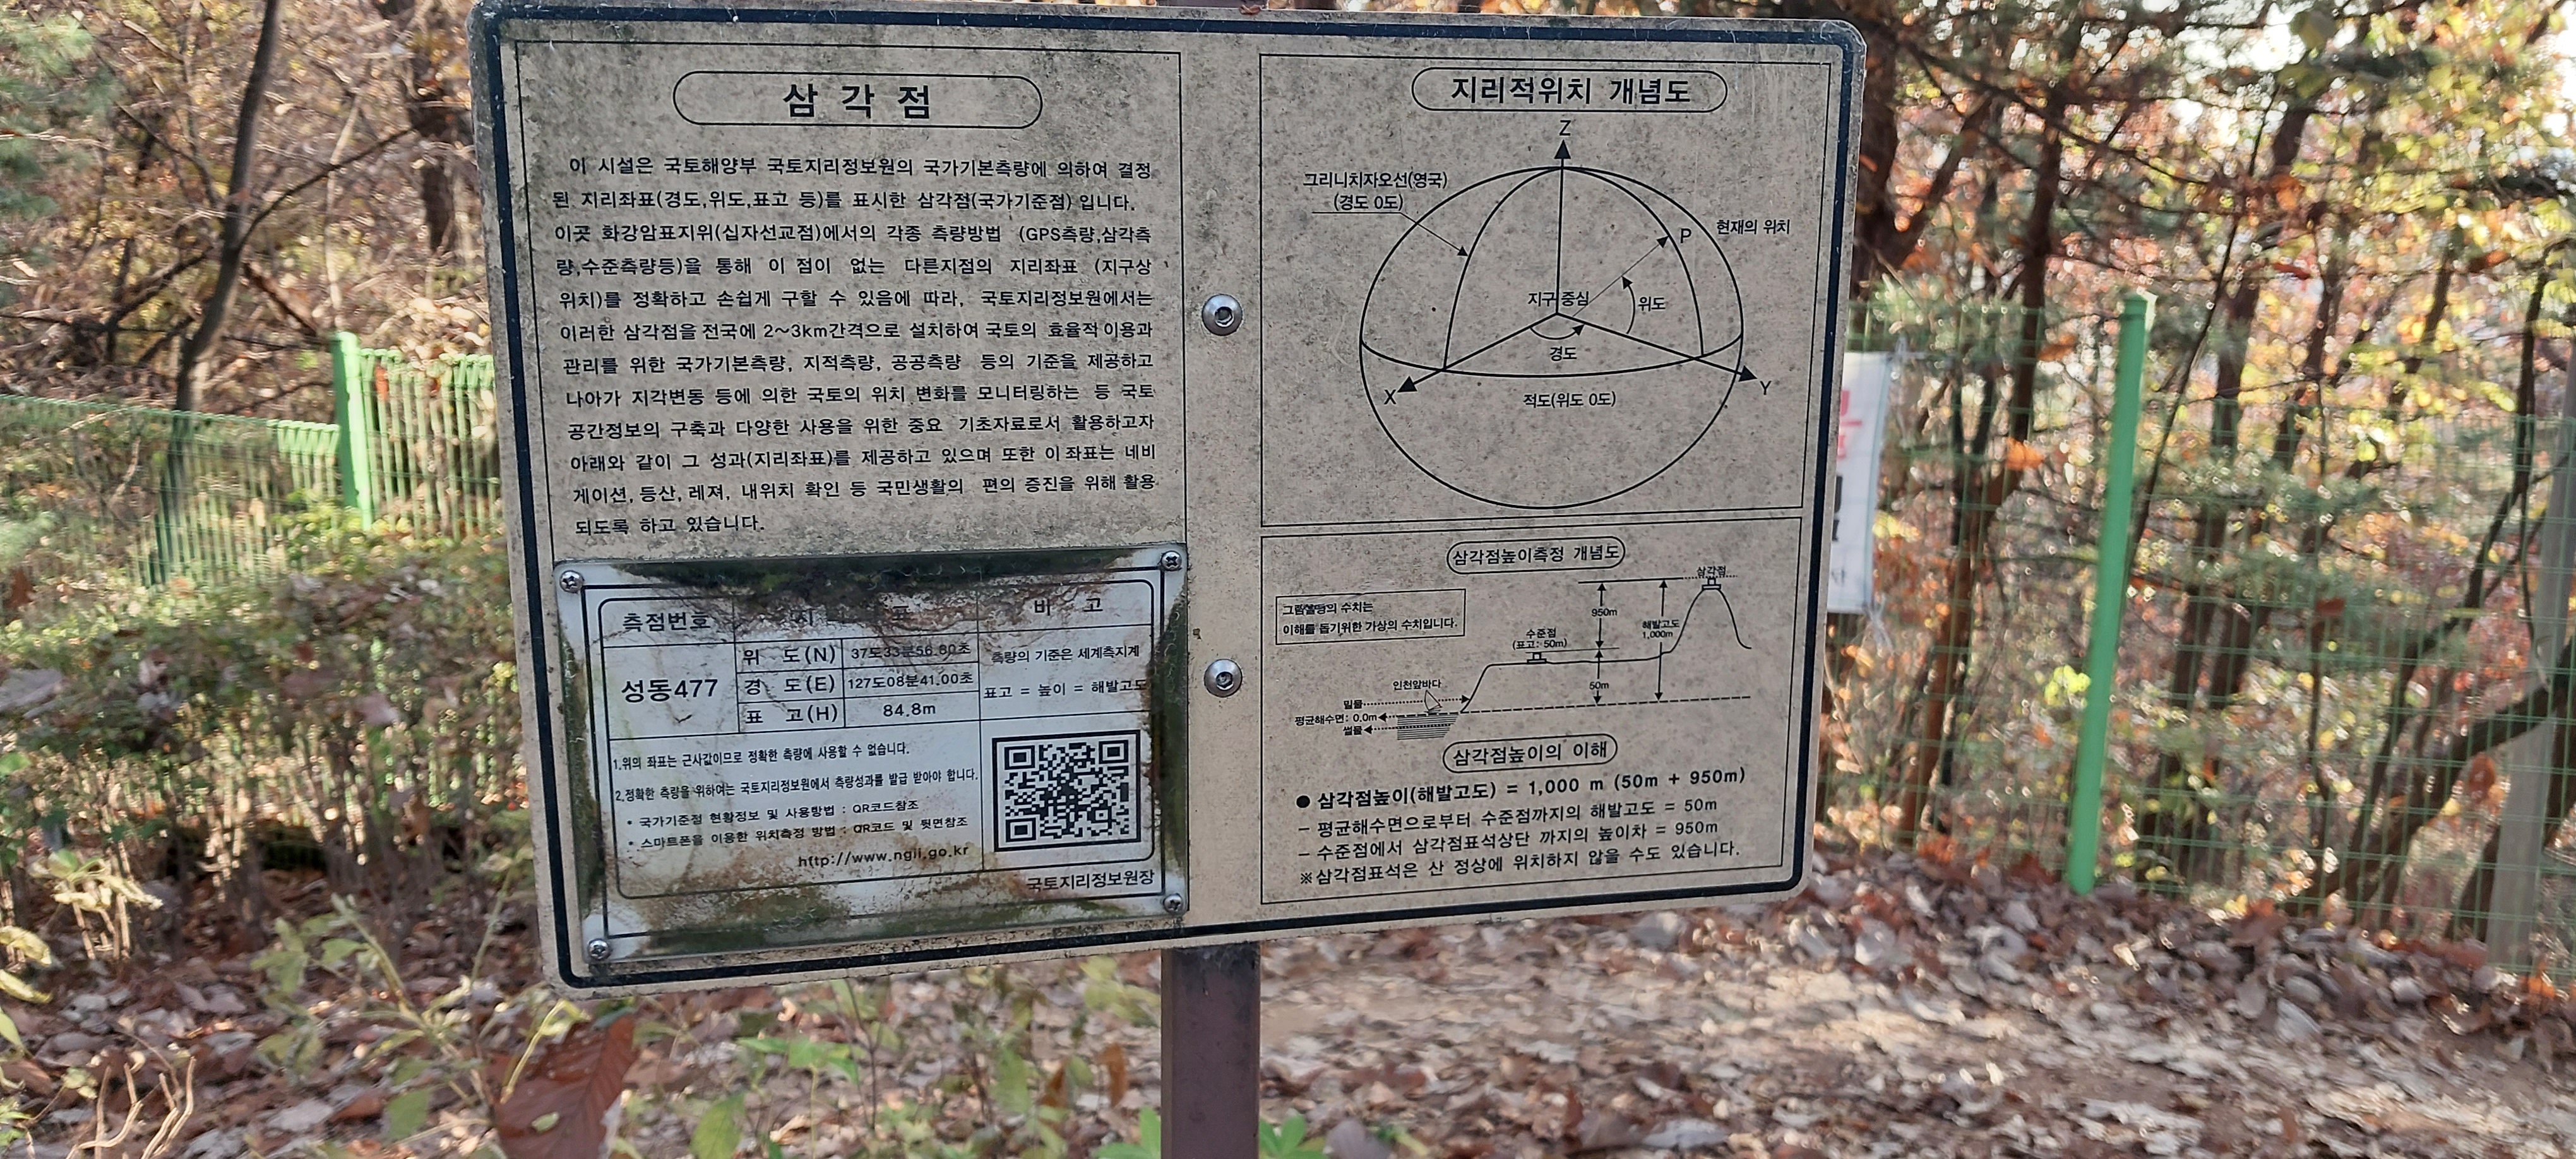 삼 각 점
이 시설은 국토해양부 국토지리정보원의 국가기본측량에 의하여 결정
된 지리좌표(경도,위도,표고 등)를 표시한 삼각점(국가기준점) 입니다.
이곳 화강암표지위(십자선교점)에서의 각종 측량방법 (GPS측량,삼각측
량,수준측량등)을 통해 이 점이 없는 다른지점의 지리좌표 (지구상
위치)를 정확하고 손쉽게 구할 수 있음에 따라, 국토지리정보원에서는
이러한 삼각점을 전국에 2~3km간격으로 설치하여 국토의 효율적 이용과
관리를 위한 국가기본측량, 지적측량, 공공측량 등의 기준을 제공하고
나아가 지각변동 등에 의한 국토의 위치 변화를 모니터링하는 등 국토
공간정보의 구축과 다양한 사용을 위한 중요 기초자료로서 활용하고자
아래와 같이 그 성과(지리좌표)를 제공하고 있으며 또한 이 좌표는 네비
게이션, 등산, 레져, 내위치 확인 등 국민생활의 편의 증진을 위해 활용
되도록 하고 있습니다.
측점번호 지 표 비 고
성동477
위 도(N) 37도33분56.80초
경 도(E) 127도08분41.00초
표 고(H) 84.8m
측량의 기준은 세계측지계
표고 = 높이 = 해발고도
1.위의 좌표는 근사값이므로 정확한 측량에 사용할 수 없습니다.
2.정확한 측량을 위하여는 국토지리정보원에서 측량성과를 발급 받아야 합니다.
• 국가기준점 현황정보 및 사용방법 : QR코드참조
• 스마트폰을 이용한 위치측정 방법 : QR코드 및 뒷면참조
http://www.ngii.go.kr
국토지리정보원장
지리적위치 개념도
Z
그리니치자오선(영국)
(경도 0도)
P
현재의 위치
지구 중심
위도
경도
X
Y
적도(위도 0도)
삼각점높이측정 개념도
삼각점
그림설명의 수치는
이해를 돕기위한 가상의 수치입니다.
950m
해발고도
1,000m
수준점
(표고: 50m)
50m
인천앞바다
밀물
평균해수면: 0.0m
썰물
삼각점높이의 이해
● 삼각점높이(해발고도) = 1,000 m (50m + 950m)
– 평균해수면으로부터 수준점까지의 해발고도 = 50m
– 수준점에서 삼각점표석상단 까지의 높이차 = 950m
※삼각점표석은 산 정상에 위치하지 않을 수도 있습니다.